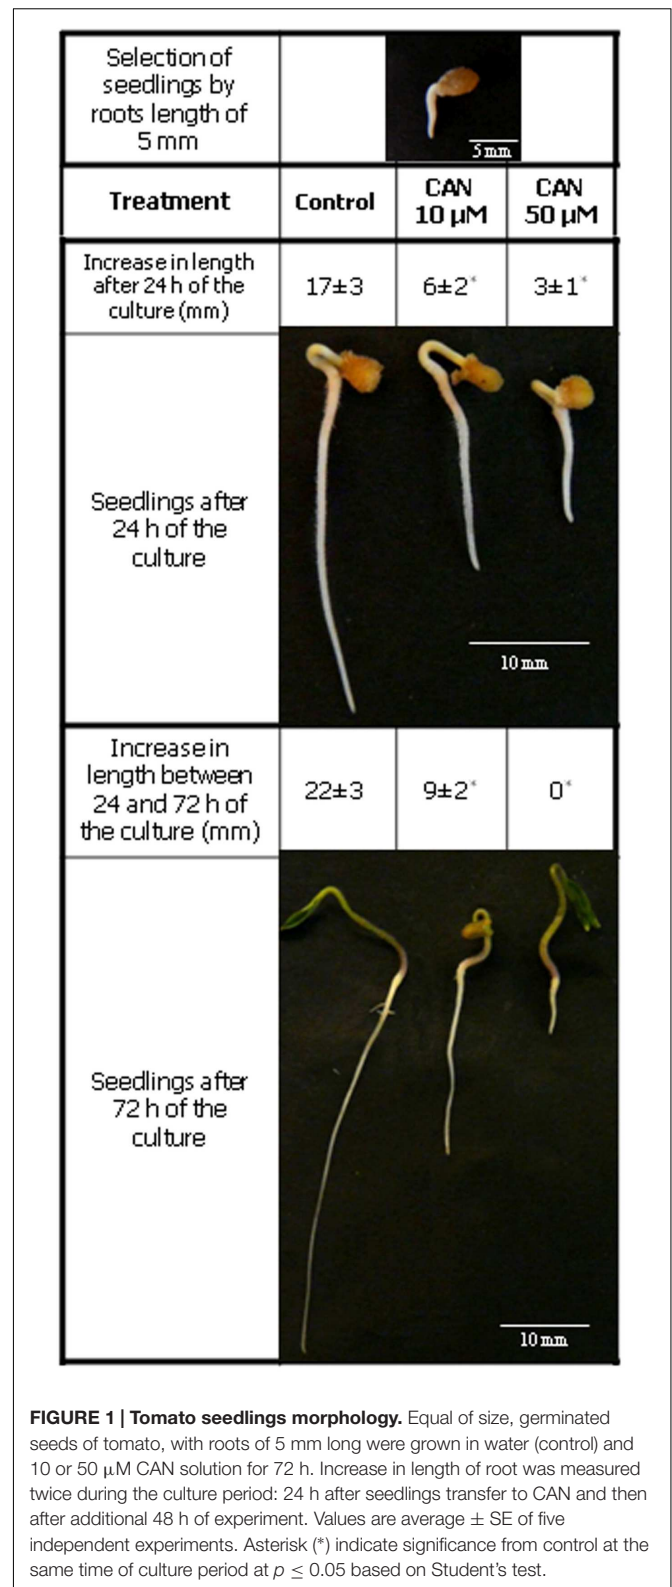 Selection of
seedlings by
roots length of
5 mm
5 mm
Treatment
Control
CAN
10 µM
CAN
50 µM
Increase in length
after 24 h of the
culture (mm)
17±3
6±2*
3±1*
Seedlings after
24 h of the
culture
10 mm
Increase in
length between
24 and 72 h of
the culture (mm)
22±3
9±2*
0*
Seedlings after
72 h of the
culture
10 mm
FIGURE 1 | Tomato seedlings morphology. Equal of size, germinated
seeds of tomato, with roots of 5 mm long were grown in water (control) and
10 or 50 μM CAN solution for 72 h. Increase in length of root was measured
twice during the culture period: 24 h after seedlings transfer to CAN and then
after additional 48 h of experiment. Values are average ± SE of five
independent experiments. Asterisk (*) indicate significance from control at the
same time of culture period at p ≤ 0.05 based on Student's test.